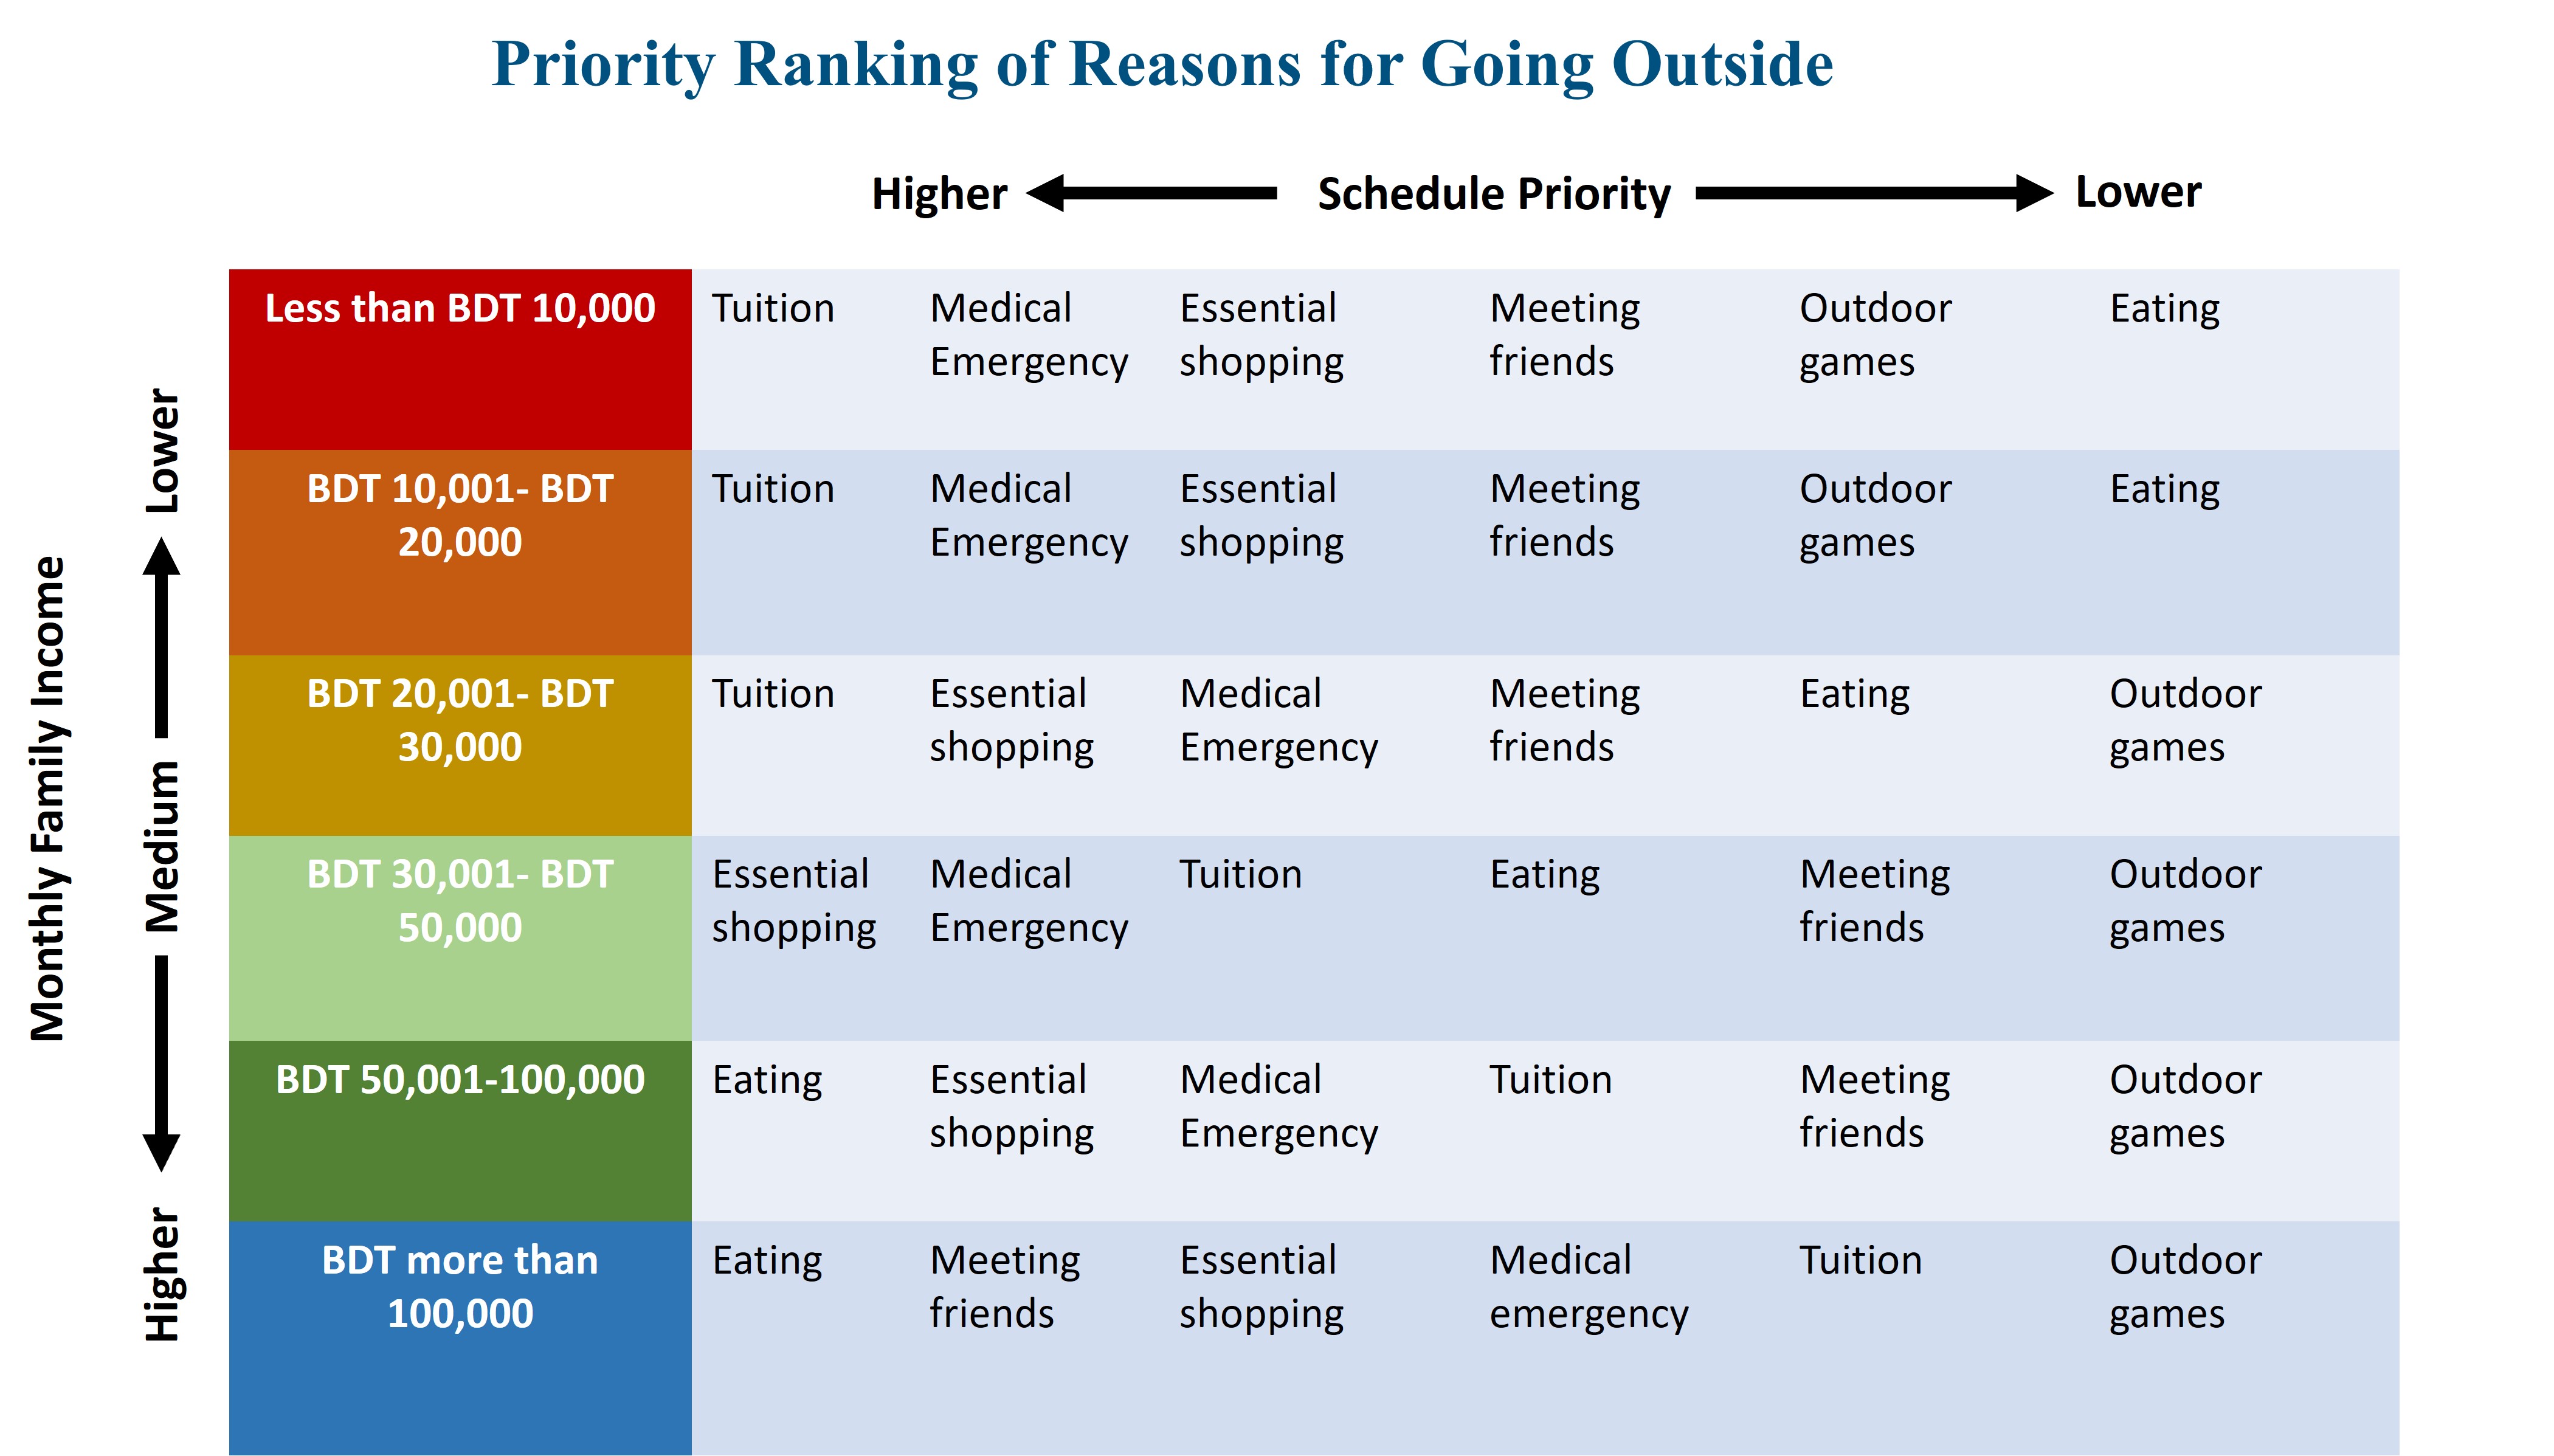 Priority Ranking of Reasons for Going Outside
Higher Schedule Priority Lower
Monthly Family Income
Lower
Medium
Higher
Less than BDT 10,000 Tuition Medical Essential Meeting Outdoor Eating
Emergency shopping friends games
BDT 10,001- BDT Tuition Medical Essential Meeting Outdoor Eating
20,000 Emergency shopping friends games
BDT 20,001- BDT Tuition Essential Medical Meeting Eating Outdoor
30,000 shopping Emergency friends games
BDT 30,001- BDT Essential Medical Tuition Eating Meeting Outdoor
50,000 shopping Emergency friends games
BDT 50,001-100,000 Eating Essential Medical Tuition Meeting Outdoor
shopping Emergency friends games
BDT more than Eating Meeting Essential Medical Tuition Outdoor
100,000 friends shopping emergency games